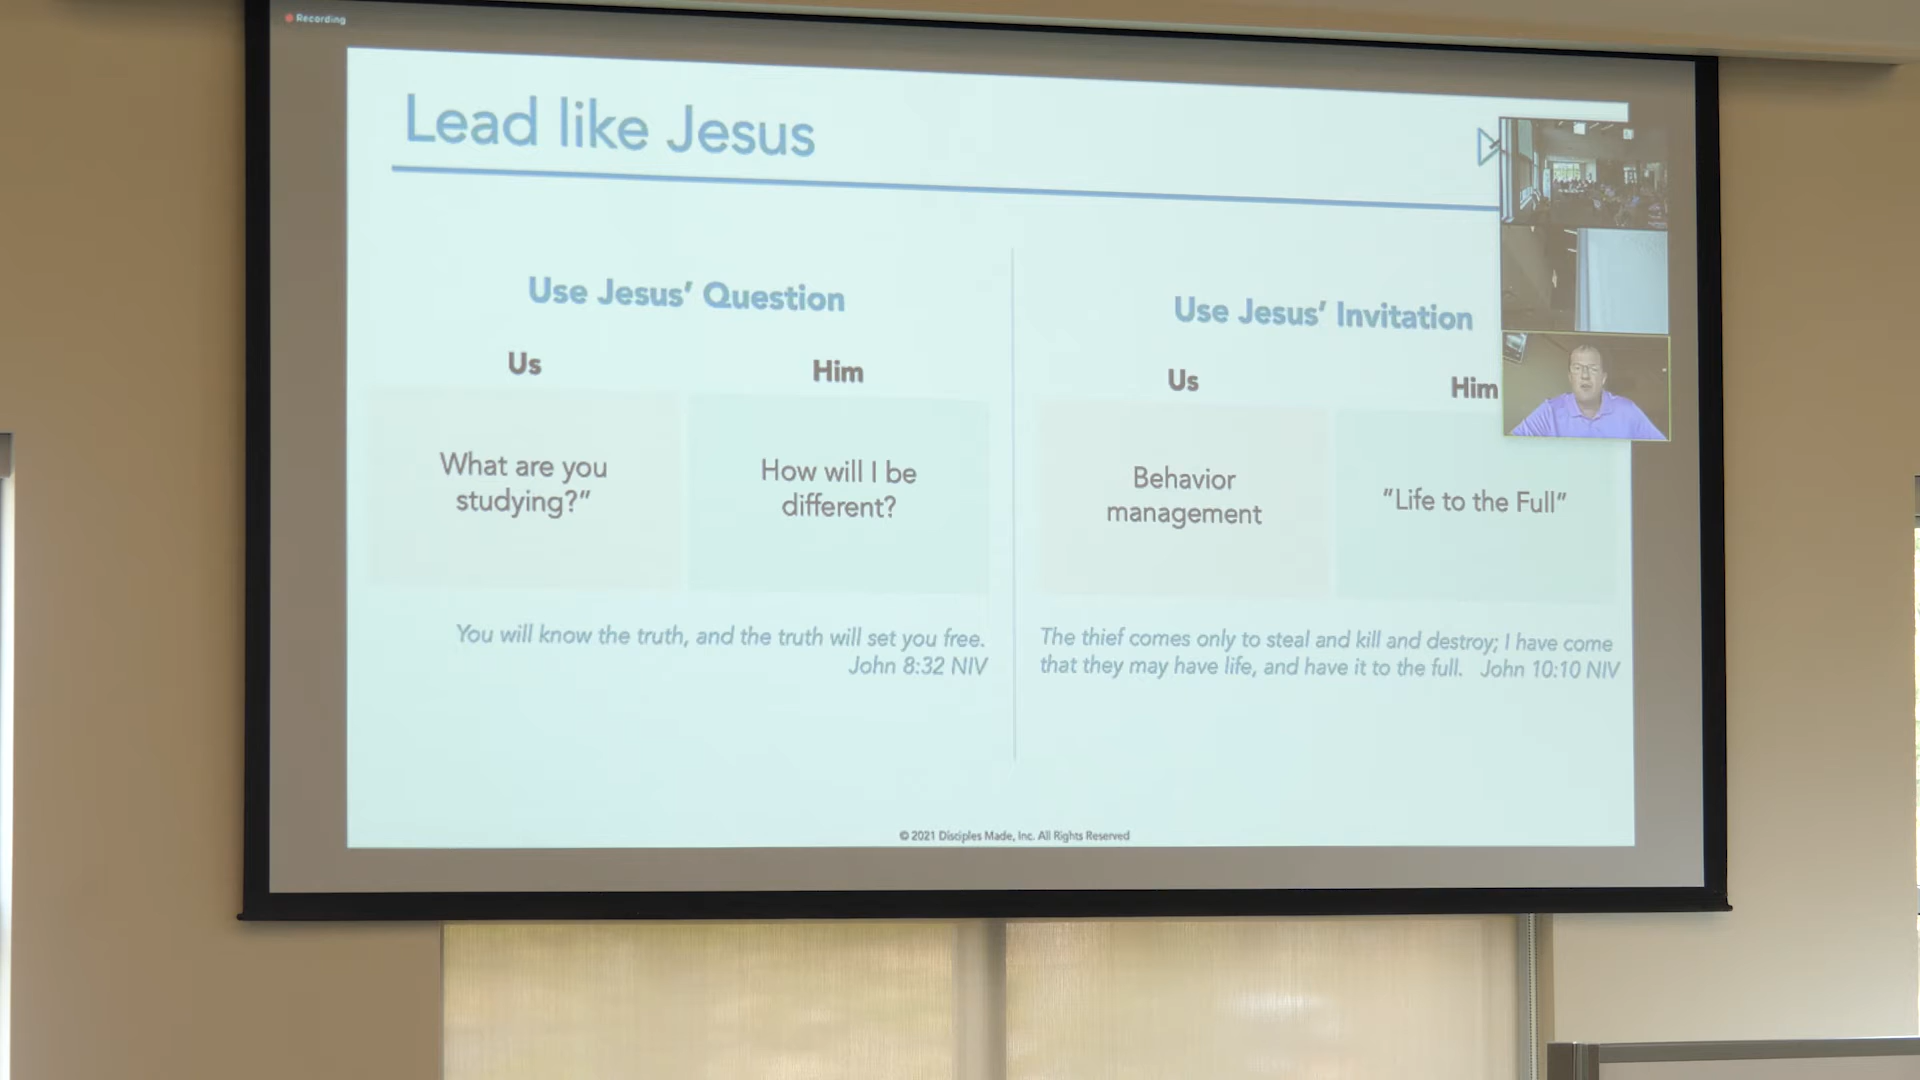 Recording
Lead like Jesus
Use Jesus’ Question
Us
Him
What are you
studying?”
How will I be
different?
You will know the truth, and the truth will set you free.
John 8:32 NIV
Use Jesus’ Invitation
Us
Him
Behavior
management
”Life to the Full”
The thief comes only to steal and kill and destroy; I have come
that they may have life, and have it to the full. John 10:10 NIV
© 2021 Disciples Made, Inc. All Rights Reserved